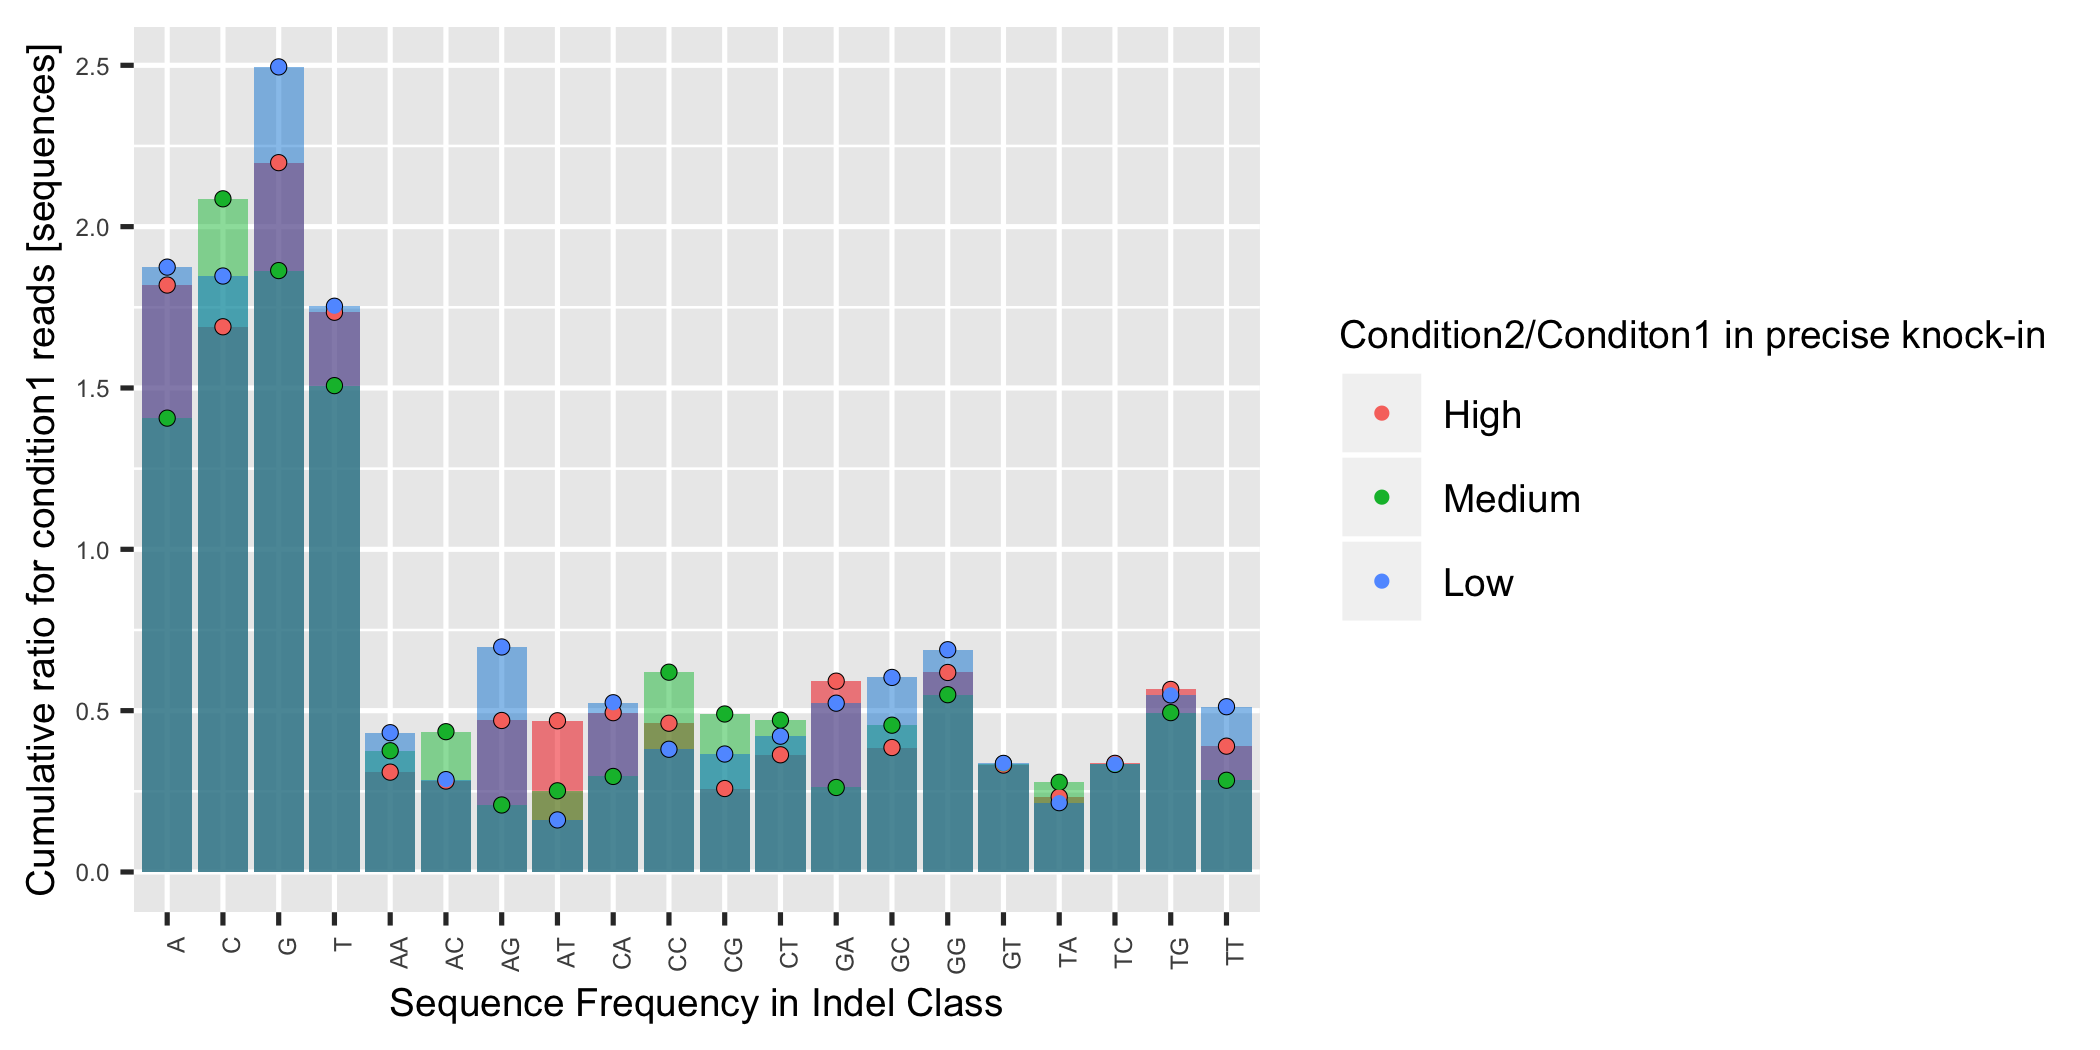 Cumulative ratio for condition1 reads [sequences]
2.5
2.0
1.5
1.0
0.5
0.0
A C G T AA AC AG AT CA CC CG CT GA GC GG GT TA TC TG TT
Sequence Frequency in Indel Class
Condition2/Conditon1 in precise knock-in
High
Medium
Low